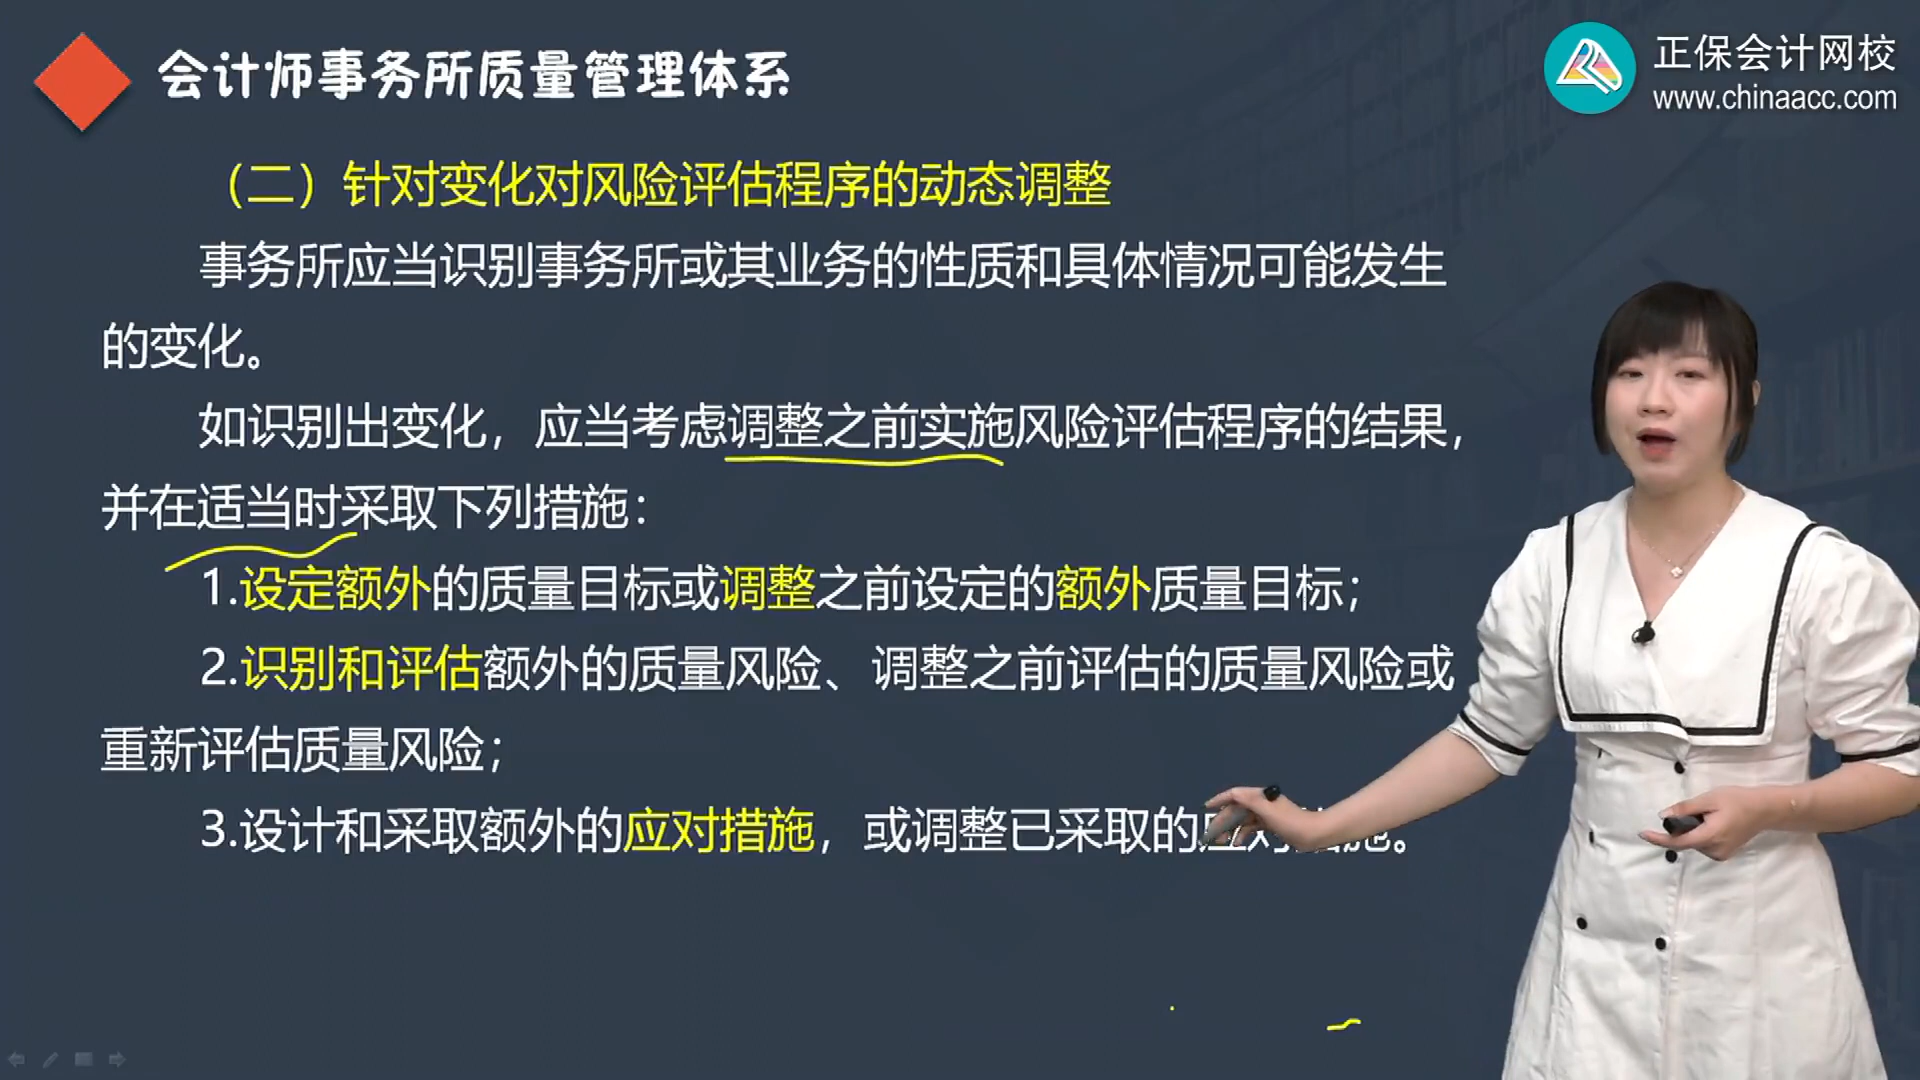 会计师事务所质量管理体系
正保会计网校
www.chinaacc.com
（二）针对变化对风险评估程序的动态调整
事务所应当识别事务所或其业务的性质和具体情况可能发生
的变化。
如识别出变化，应当考虑调整之前实施风险评估程序的结果，
并在适当时采取下列措施：
1.设定额外的质量目标或调整之前设定的额外质量目标；
2.识别和评估额外的质量风险、调整之前评估的质量风险或
重新评估质量风险；
3.设计和采取额外的应对措施，或调整已采取的应对措施。